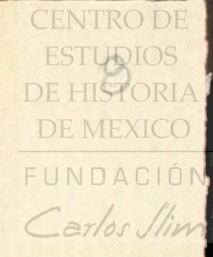 CENTRO DE
ESTUDIOS
DE HISTORIA
DE MEXICO
FUNDACIÓN
Carlos Slim